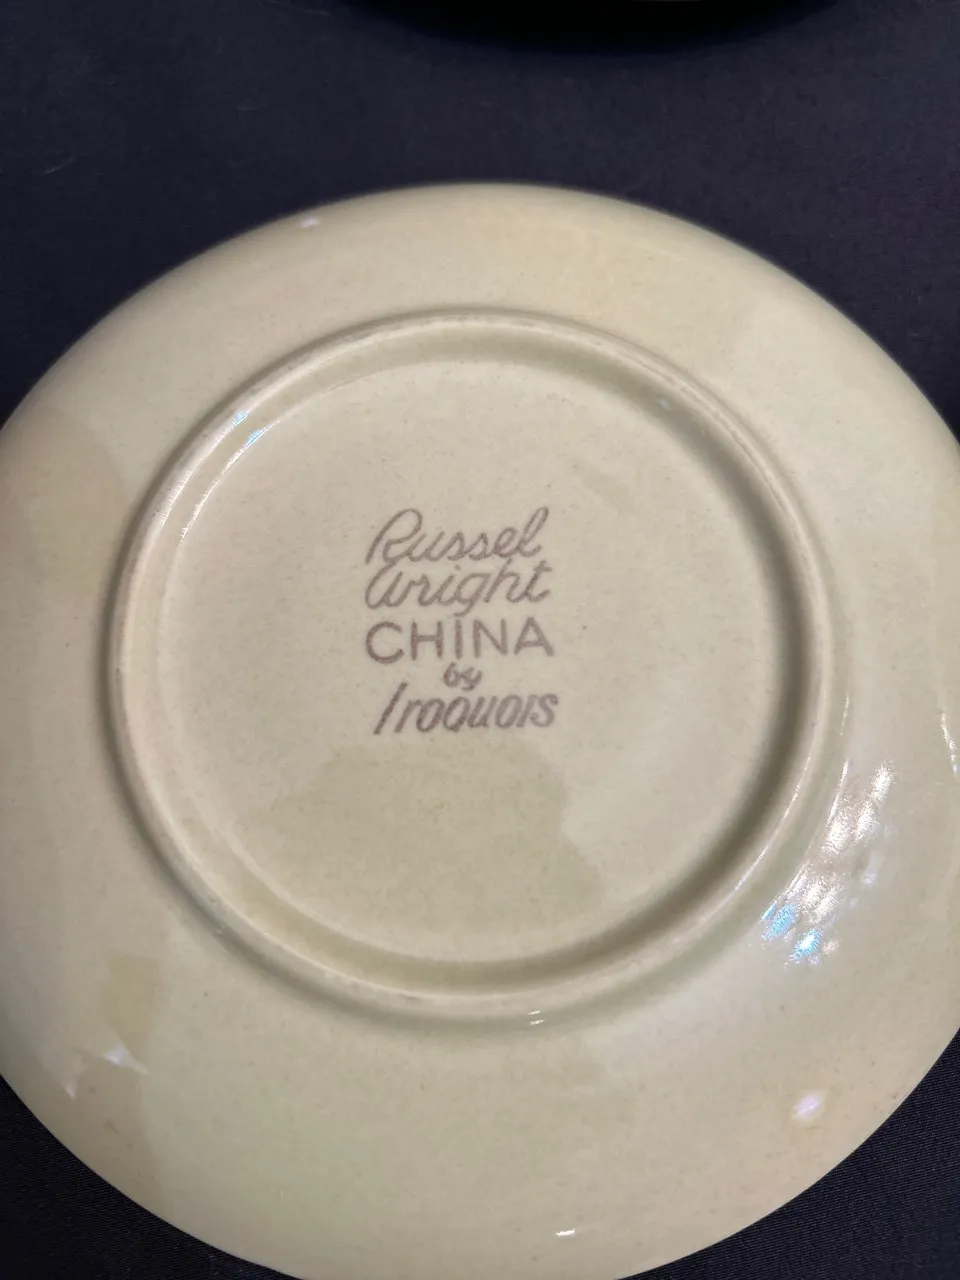 Russel
Wright
CHINA
by
Iroquois